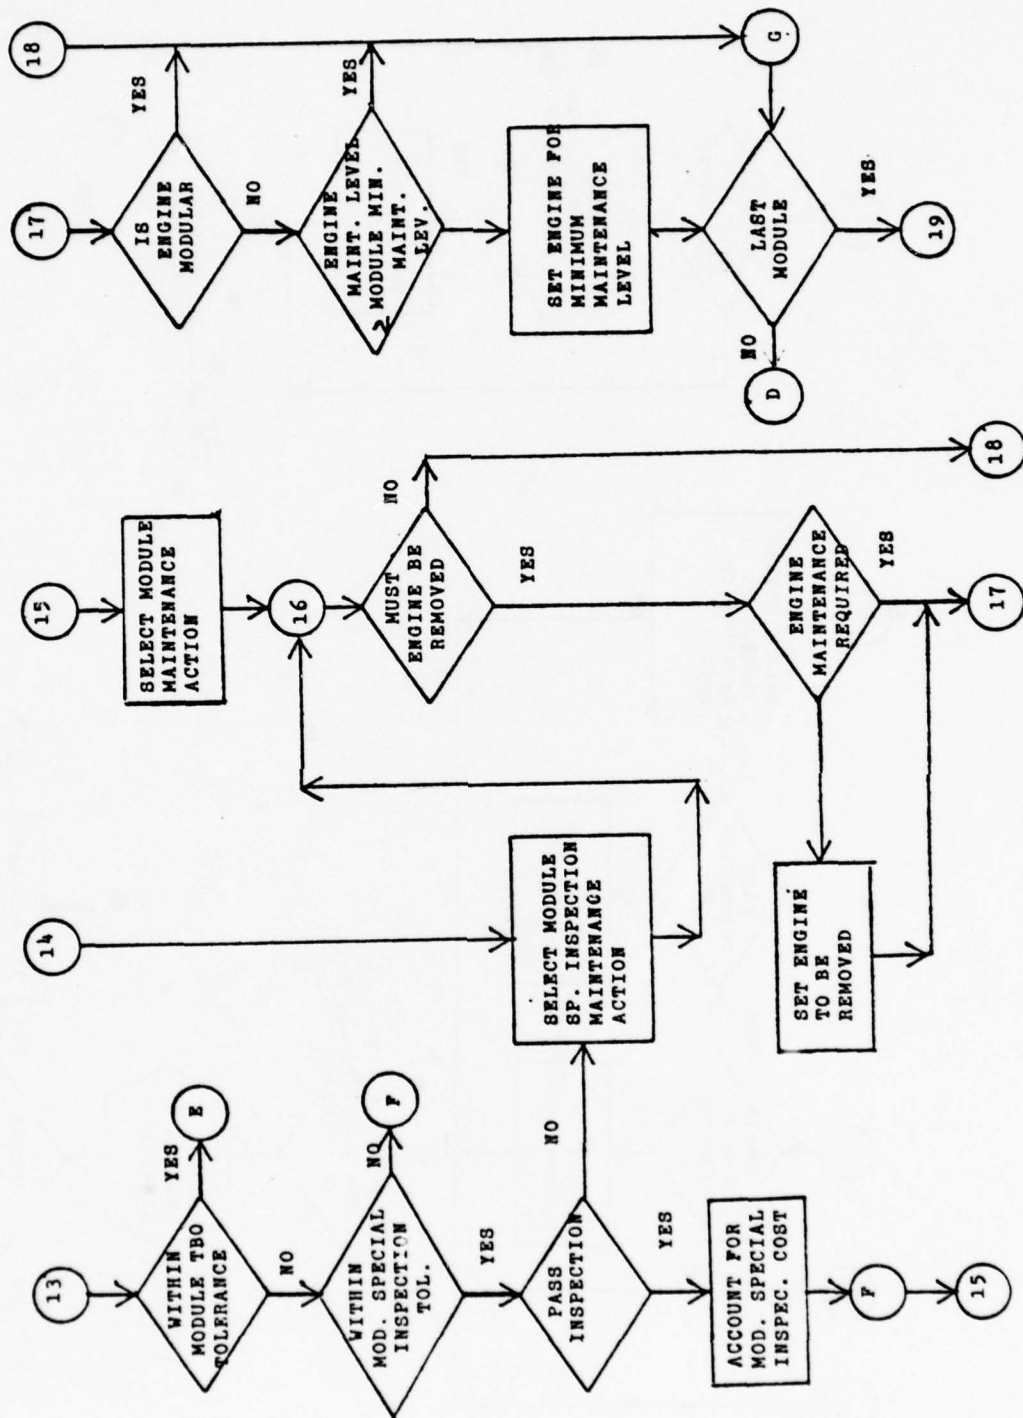 13
WITHIN
MODULE TBO
TOLERANCE
YES
E
NO
WITHIN
MOD. SPECIAL
INSPECTION
TOL.
NO
F
YES
PASS
INSPECTION
NO
YES
ACCOUNT FOR
MOD. SPECIAL
INSPEC. COST
F
15
14
SELECT MODULE
SP. INSPECTION
MAINTENANCE
ACTION
15
SELECT MODULE
MAINTENANCE
ACTION
16
MUST
ENGINE BE
REMOVED
NO
18
YES
ENGINE
MAINTENANCE
REQUIRED
YES
SET ENGINE
TO BE
REMOVED
17
17
18
IS
ENGINE
MODULAR
YES
NO
ENGINE
MAINT. LEVEL
≥ MODULE MIN.
MAINT.
LEV.
YES
SET ENGINE FOR
MINIMUM
MAINTENANCE
LEVEL
G
LAST
MODULE
NO
D
YES
19